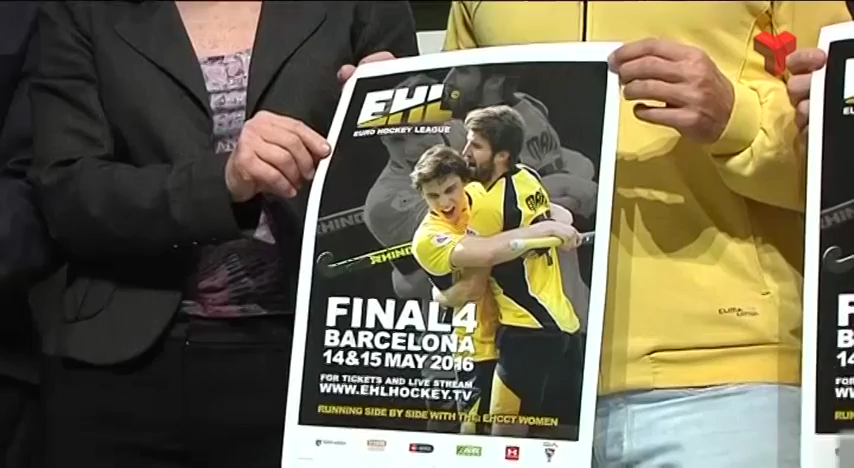 EHL
EURO HOCKEY LEAGUE
RHINO
FINAL4
BARCELONA
14&15 MAY 2016
FOR TICKETS AND LIVE STREAM
WWW.EHLHOCKEY.TV
RUNNING SIDE BY SIDE WITH THE EHCCT WOMEN